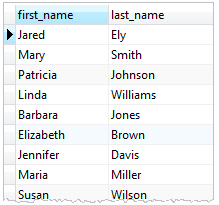 first_name last_name
Jared Ely
Mary Smith
Patricia Johnson
Linda Williams
Barbara Jones
Elizabeth Brown
Jennifer Davis
Maria Miller
Susan Wilson